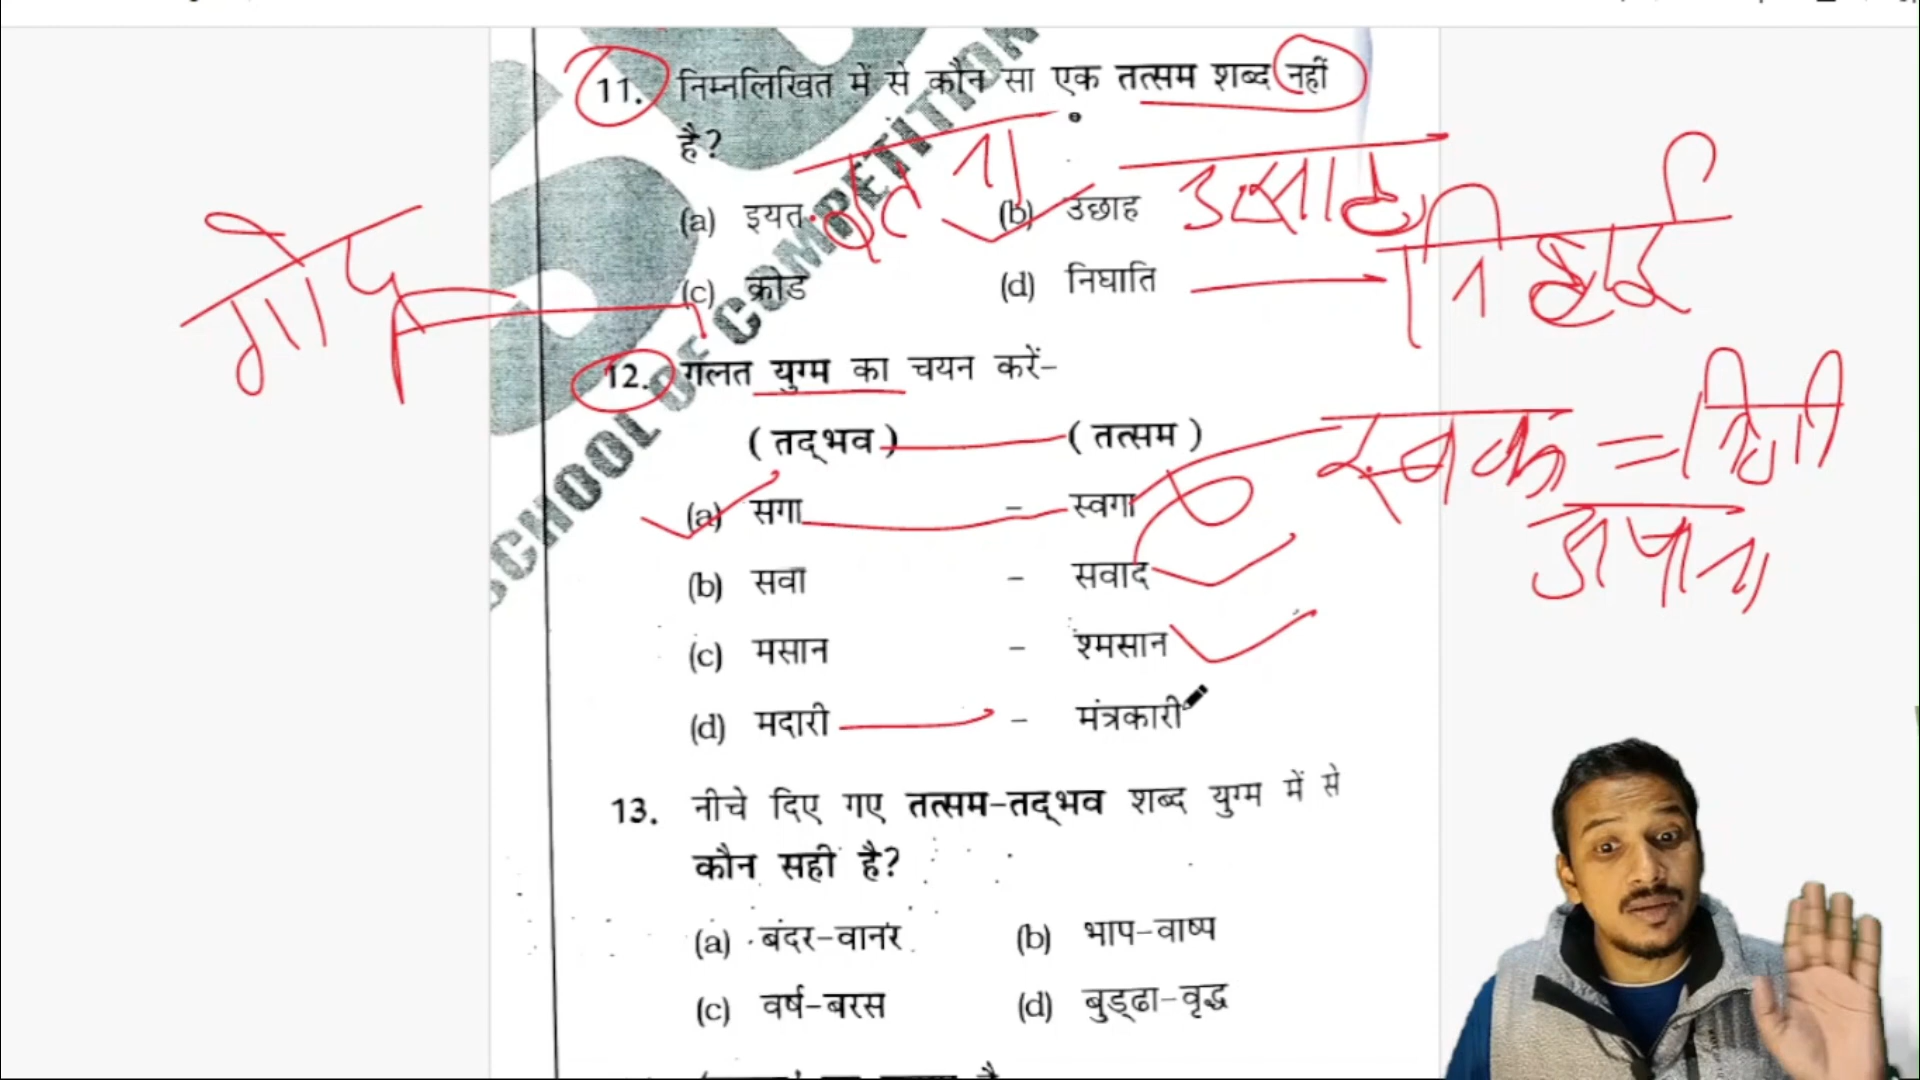 11. निम्नलिखित में से कौन सा एक तत्सम शब्द नहीं
है?
(a) इयत (b) उछाह उत्साह
(c) क्रोड (d) निघाति
गोद
12. गलत युग्म का चयन करें-
(तद्भव) (तत्सम)
(a) सगा - स्वगा स्वक =
(b) सवा - सवाद अपना
(c) मसान - श्मसान
(d) मदारी - मंत्रकारी
13. नीचे दिए गए तत्सम-तद्भव शब्द युग्म में से
कौन सही है?
(a) बंदर-वानर (b) भाप-वाष्प
(c) वर्ष-बरस (d) बुड्ढा-वृद्ध
SCHOOL OF COMPETITION